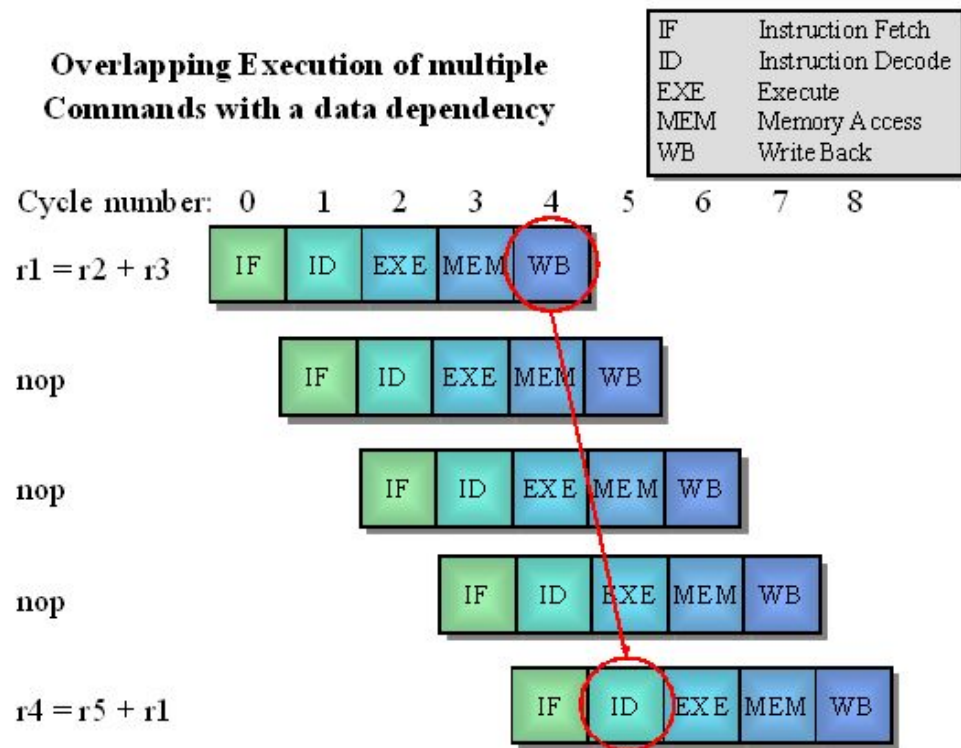 Overlapping Execution of multiple
Commands with a data dependency
IF Instruction Fetch
ID Instruction Decode
EXE Execute
MEM Memory Access
WB Write Back
Cycle number: 0 1 2 3 4 5 6 7 8
r1 = r2 + r3 IF ID EXE MEM WB
nop IF ID EXE MEM WB
nop IF ID EXE MEM WB
nop IF ID EXE MEM WB
r4 = r5 + r1 IF ID EXE MEM WB